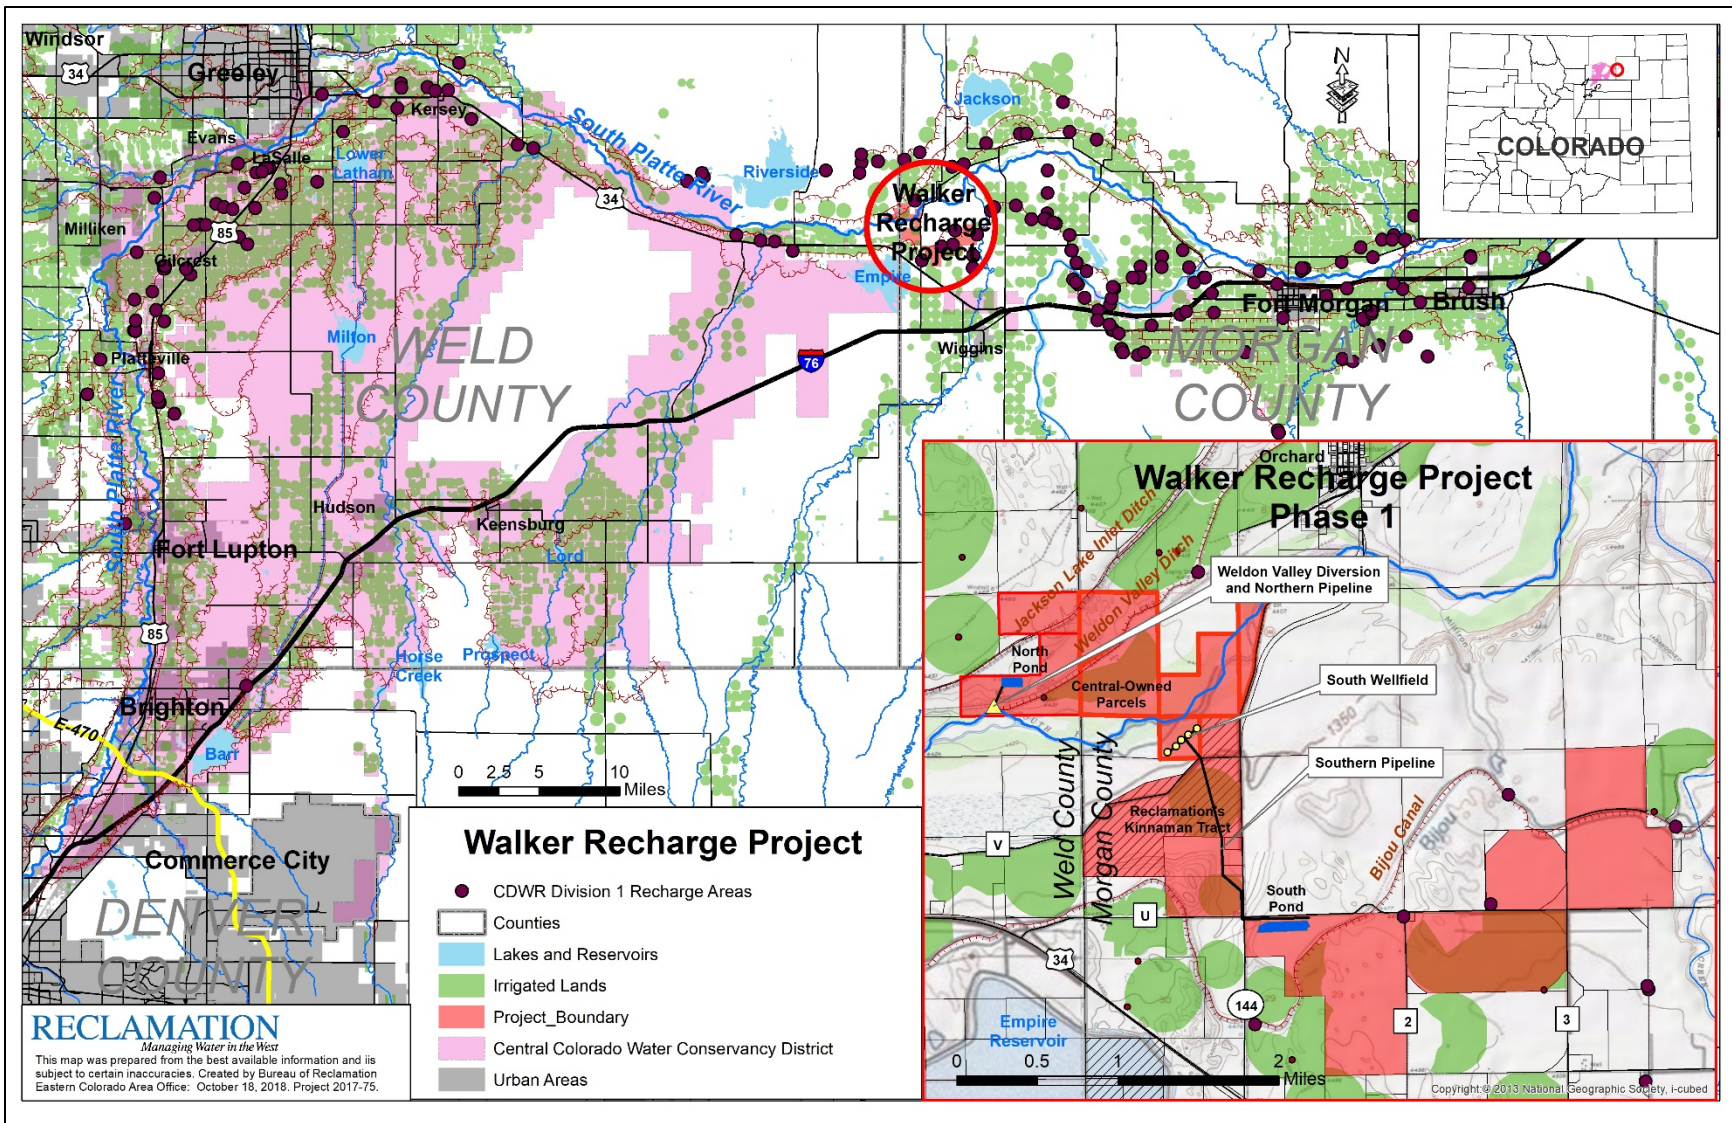 Windsor
34
Greeley
Evans
Kersey
LaSalle
Lower
Latham
Milliken
85
Gilcrest
South Platte River
34
Riverside
Jackson
Walker
Recharge
Project
Empire
N
COLORADO
Milton
WELD
COUNTY
Platteville
South Platte River
76
Wiggins
Fort Morgan
Brush
MORGAN
COUNTY
Hudson
Keensburg
Fort Lupton
Lord
85
Horse
Creek
Prospect
Brighton
E-470
Barr
0 2.5 5 10
Miles
Commerce City
DENVER
COUNTY
Walker Recharge Project
CDWR Division 1 Recharge Areas
Counties
Lakes and Reservoirs
Irrigated Lands
Project_Boundary
Central Colorado Water Conservancy District
Urban Areas
RECLAMATION
Managing Water in the West
This map was prepared from the best available information and iis
subject to certain inaccuracies. Created by Bureau of Reclamation
Eastern Colorado Area Office: October 18, 2018. Project 2017-75.
Orchard
Walker Recharge Project
Phase 1
Jackson Lake Inlet Ditch
Weldon Valley Ditch
Weldon Valley Diversion
and Northern Pipeline
North
Pond
Central-Owned
Parcels
South Wellfield
1350
Southern Pipeline
Weld County
Morgan County
Reclamation's
Kinnaman Tract
Bijou Canal
Bijou
V
U
South
Pond
34
144
2
3
Empire
Reservoir
0 0.5 1 2
Miles
Copyright:© 2013 National Geographic Society, i-cubed